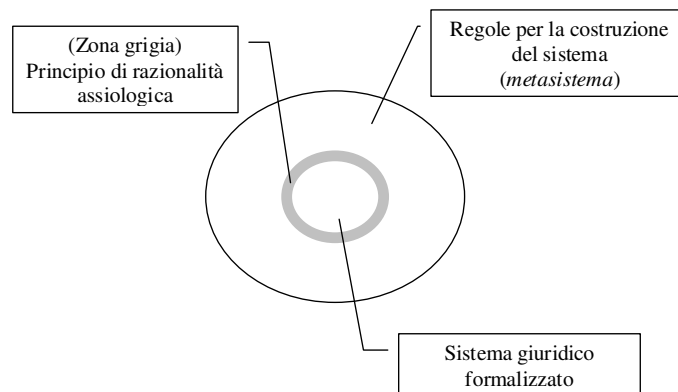 (Zona grigia)
Principio di razionalità
assiologica
Regole per la costruzione
del sistema
(metasistema)
Sistema giuridico
formalizzato